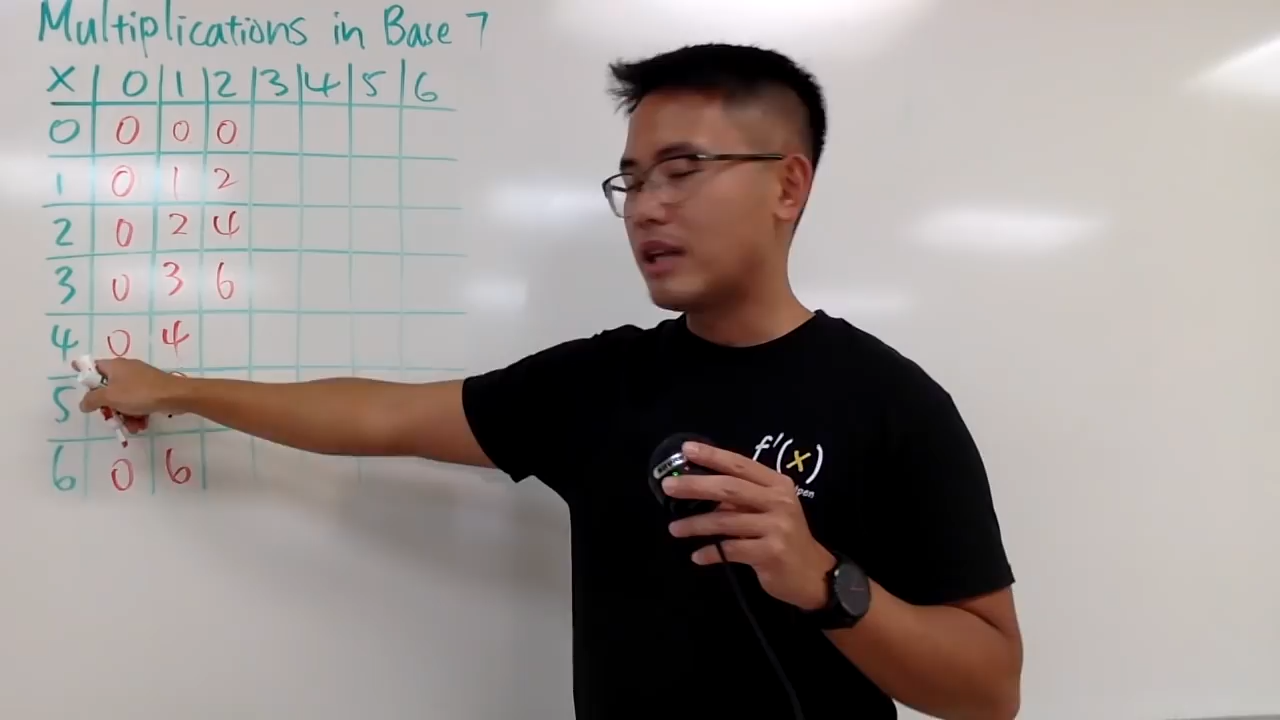 Multiplications in Base 7
X 0 1 2 3 4 5 6
0 0 0 0
1 0 1 2
2 0 2 4
3 0 3 6
4 0 4
5
6 0 6
f'(x)